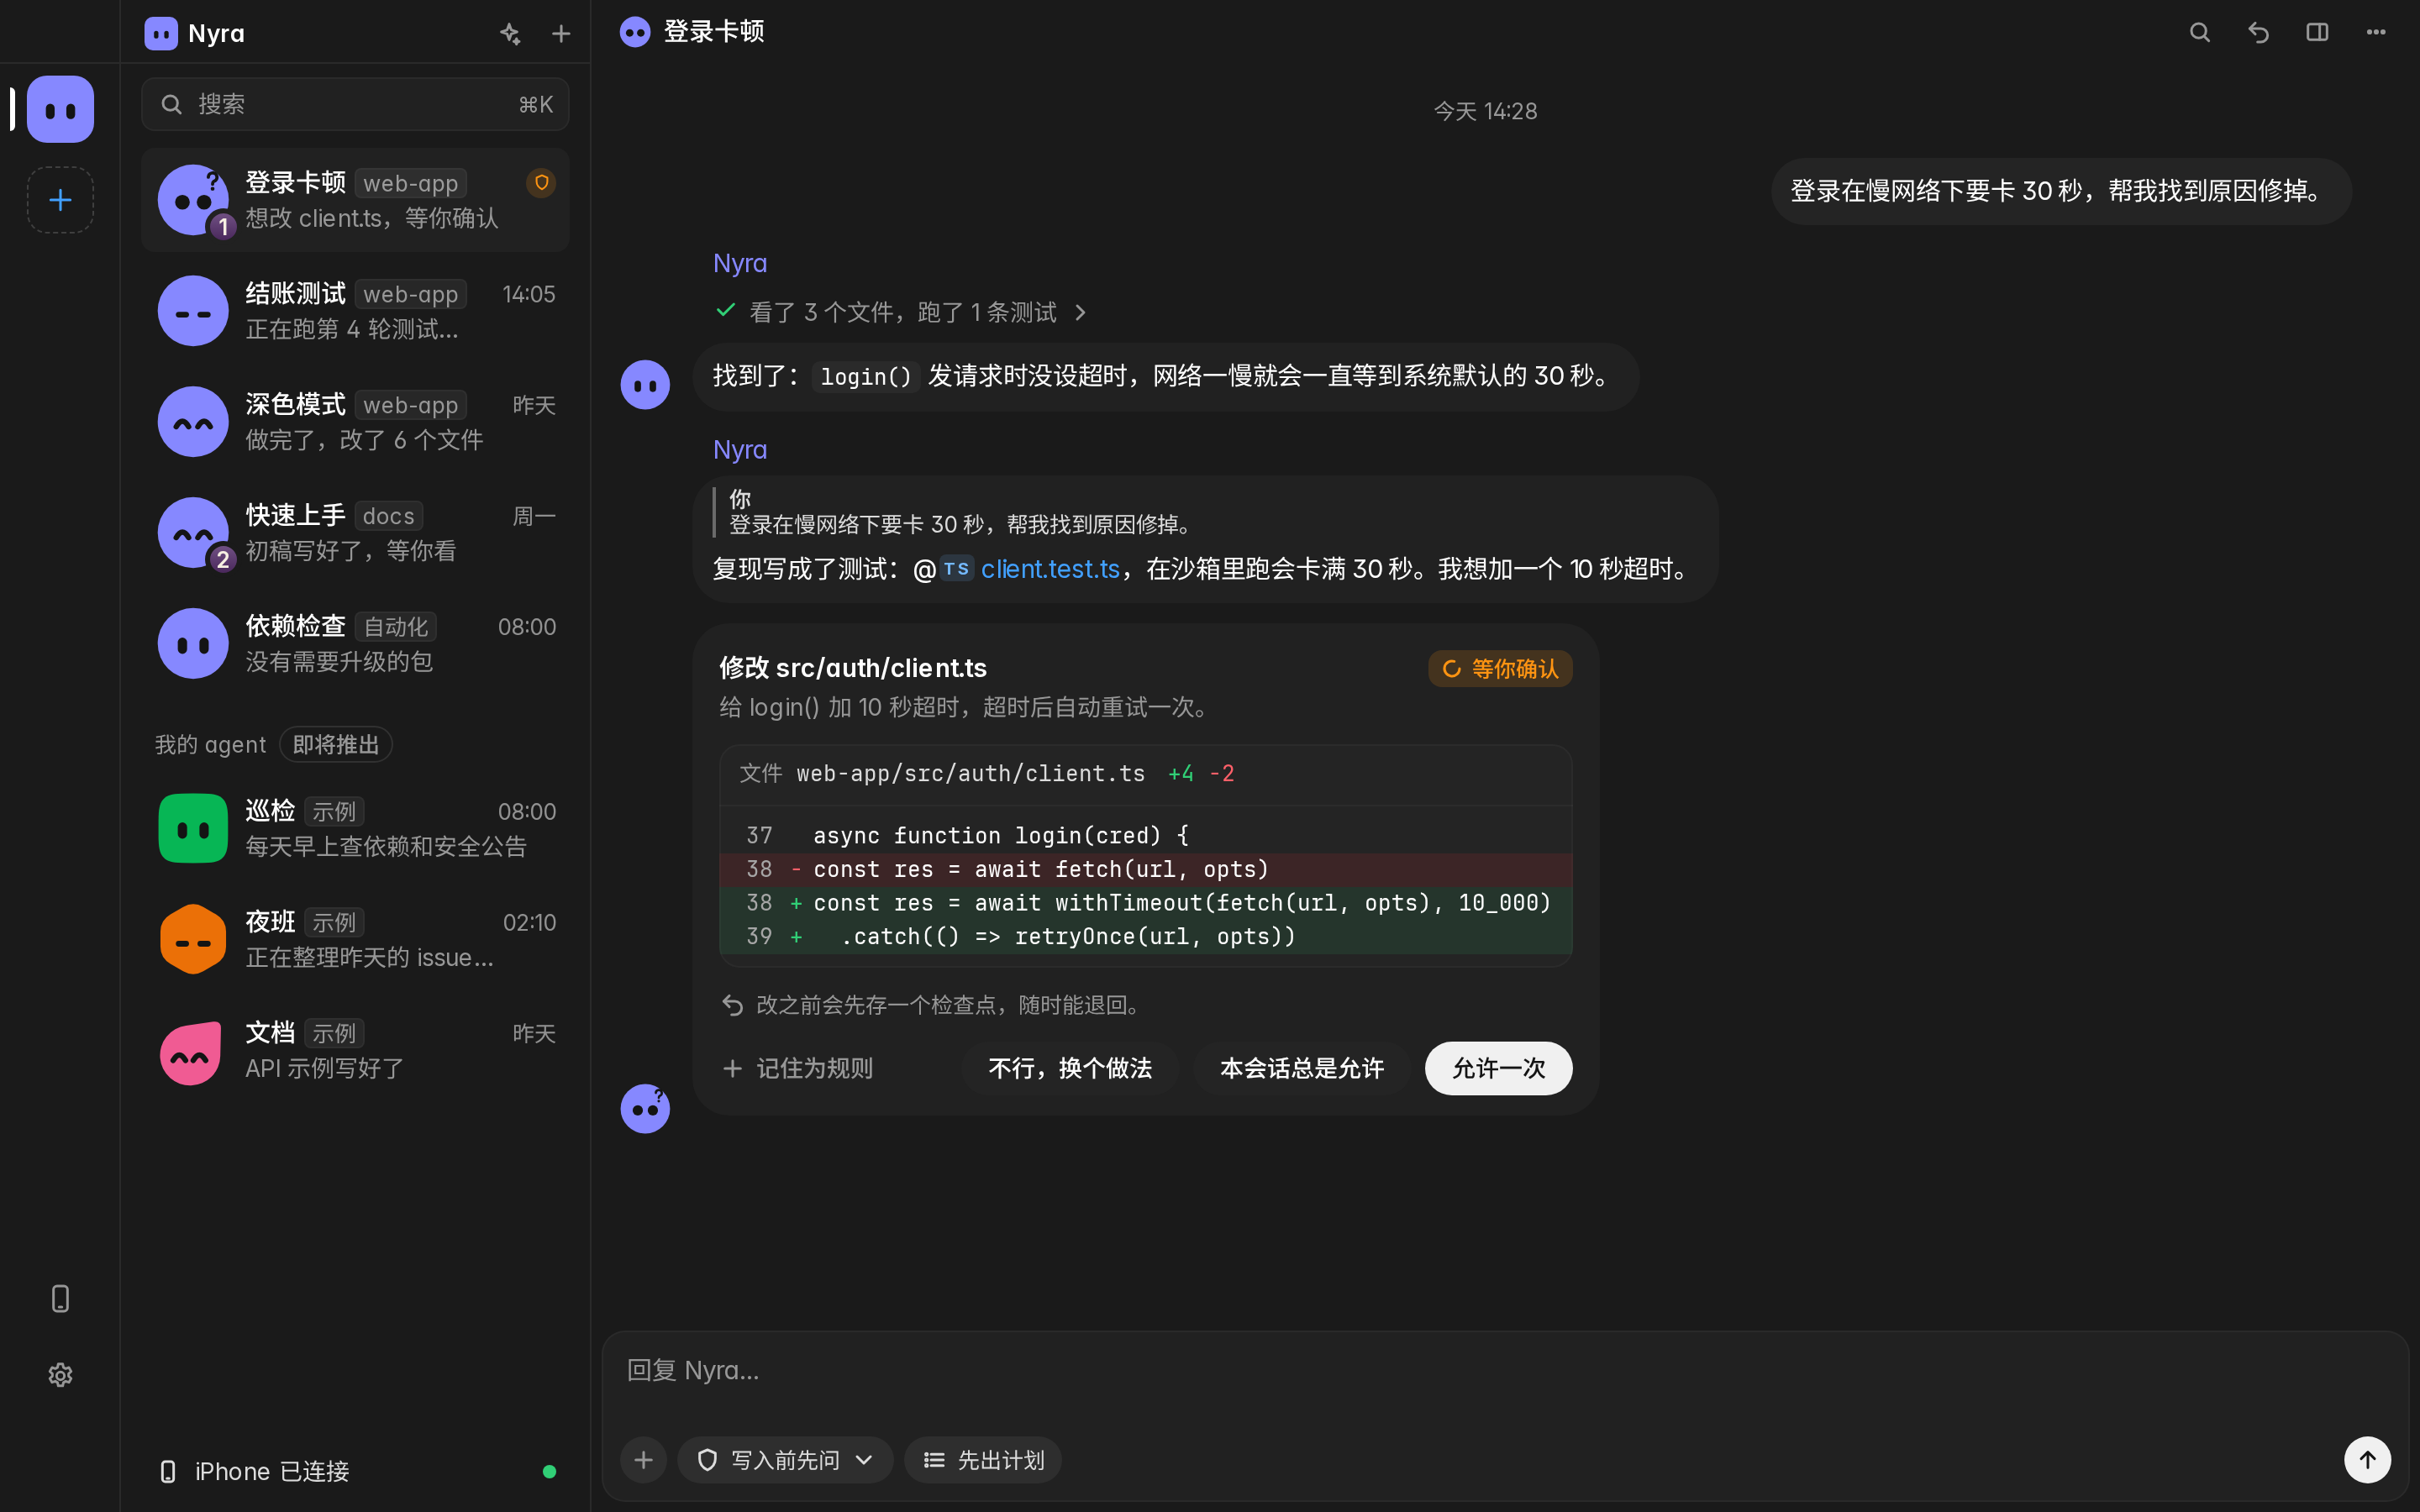 Nyra
搜索 ⌘K
登录卡顿 web-app
想改 client.ts，等你确认
1
结账测试 web-app 14:05
正在跑第 4 轮测试...
深色模式 web-app 昨天
做完了，改了 6 个文件
快速上手 docs 周一
初稿写好了，等你看
2
依赖检查 自动化 08:00
没有需要升级的包
我的 agent 即将推出
巡检 示例 08:00
每天早上查依赖和安全公告
夜班 示例 02:10
正在整理昨天的 issue...
文档 示例 昨天
API 示例写好了
iPhone 已连接
登录卡顿
今天 14:28
登录在慢网络下要卡 30 秒，帮我找到原因修掉。
Nyra
看了 3 个文件，跑了 1 条测试
找到了：login() 发请求时没设超时，网络一慢就会一直等到系统默认的 30 秒。
Nyra
你
登录在慢网络下要卡 30 秒，帮我找到原因修掉。
复现写成了测试：@TS client.test.ts，在沙箱里跑会卡满 30 秒。我想加一个 10 秒超时。
修改 src/auth/client.ts 等你确认
给 login() 加 10 秒超时，超时后自动重试一次。
文件 web-app/src/auth/client.ts +4 -2
37 async function login(cred) {
38 - const res = await fetch(url, opts)
38 + const res = await withTimeout(fetch(url, opts), 10_000)
39 + .catch(() => retryOnce(url, opts))
改之前会先存一个检查点，随时能退回。
+ 记住为规则 不行，换个做法 本会话总是允许 允许一次
回复 Nyra...
写入前先问 先出计划